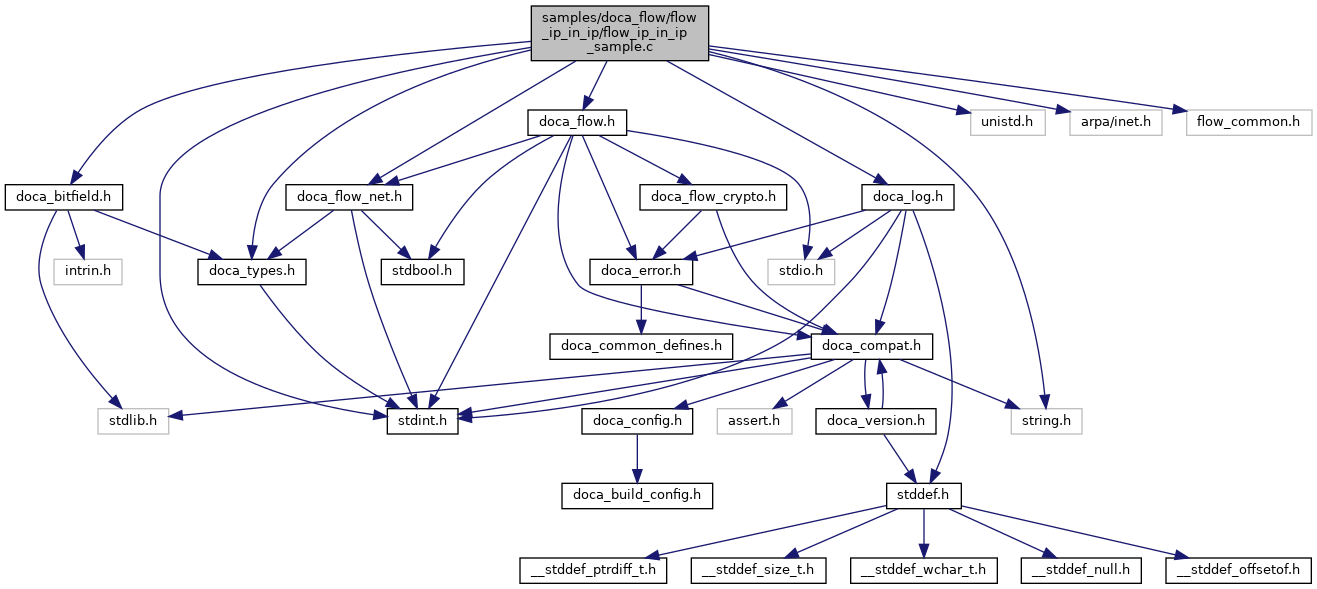 samples/doca_flow/flow
_ip_in_ip/flow_ip_in_ip
_sample.c
doca_flow.h
unistd.h
arpa/inet.h
flow_common.h
doca_bitfield.h
doca_flow_net.h
doca_flow_crypto.h
doca_log.h
intrin.h
doca_types.h
stdbool.h
doca_error.h
stdio.h
doca_common_defines.h
doca_compat.h
stdlib.h
stdint.h
doca_config.h
assert.h
doca_version.h
string.h
doca_build_config.h
stddef.h
__stddef_ptrdiff_t.h
__stddef_size_t.h
__stddef_wchar_t.h
__stddef_null.h
__stddef_offsetof.h